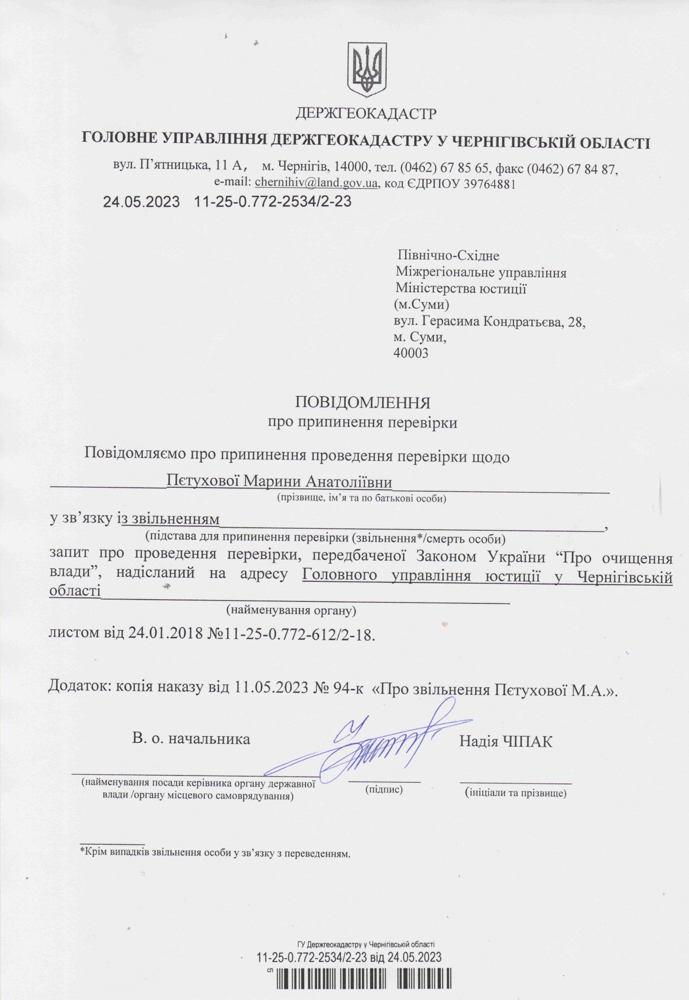 ДЕРЖГЕОКАДАСТР
ГОЛОВНЕ УПРАВЛІННЯ ДЕРЖГЕОКАДАСТРУ У ЧЕРНІГІВСЬКІЙ ОБЛАСТІ
вул. П’ятницька, 11 А, м. Чернігів, 14000, тел. (0462) 67 85 65, факс (0462) 67 84 87,
e-mail: chernihiv@land.gov.ua, код ЄДРПОУ 39764881
24.05.2023 11-25-0.772-2534/2-23
Північно-Східне
Міжрегіональне управління
Міністерства юстиції
(м.Суми)
вул. Герасима Кондратьєва, 28,
м. Суми,
40003
ПОВІДОМЛЕННЯ
про припинення перевірки
Повідомляємо про припинення проведення перевірки щодо
Пєтухової Марини Анатоліївни
(прізвище, ім’я та по батькові особи)
у зв’язку із звільненням,
(підстава для припинення перевірки (звільнення*/смерть особи)
запит про проведення перевірки, передбаченої Законом України “Про очищення
влади”, надісланий на адресу Головного управління юстиції у Чернігівській
області
(найменування органу)
листом від 24.01.2018 №11-25-0.772-612/2-18.
Додаток: копія наказу від 11.05.2023 № 94-к «Про звільнення Пєтухової М.А.».
В. о. начальника Надія ЧІПАК
(найменування посади керівника органу державної
влади /органу місцевого самоврядування)
(підпис)
(ініціали та прізвище)
*Крім випадків звільнення особи у зв’язку з переведенням.
ГУ Держгеокадастру у Чернігівській області
11-25-0.772-2534/2-23 від 24.05.2023
СП